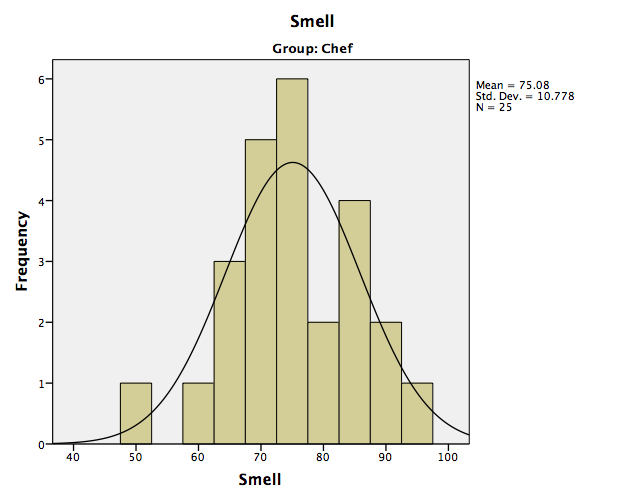 Smell
Group: Chef
Mean = 75.08
Std. Dev. = 10.778
N = 25
Frequency
6
5
4
3
2
1
0
40 50 60 70 80 90 100
Smell